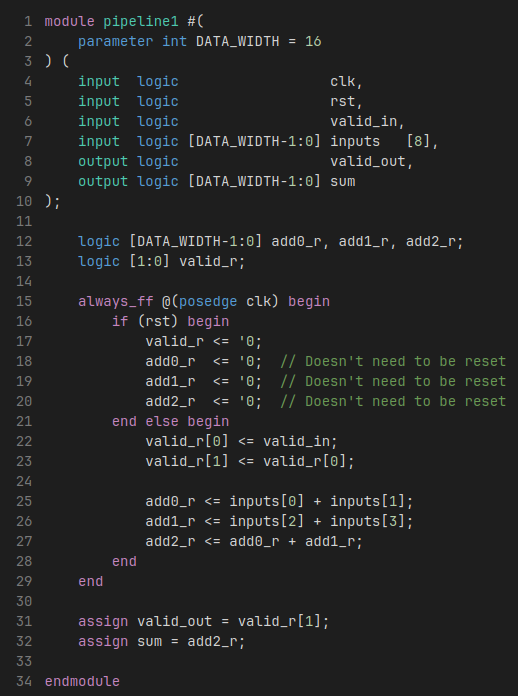 1 module pipeline1 #(
2     parameter int DATA_WIDTH = 16
3 ) (
4     input  logic                  clk,
5     input  logic                  rst,
6     input  logic                  valid_in,
7     input  logic [DATA_WIDTH-1:0] inputs   [8],
8     output logic                  valid_out,
9     output logic [DATA_WIDTH-1:0] sum
10 );
11
12     logic [DATA_WIDTH-1:0] add0_r, add1_r, add2_r;
13     logic [1:0] valid_r;
14
15     always_ff @(posedge clk) begin
16         if (rst) begin
17             valid_r <= '0;
18             add0_r  <= '0;  // Doesn't need to be reset
19             add1_r  <= '0;  // Doesn't need to be reset
20             add2_r  <= '0;  // Doesn't need to be reset
21         end else begin
22             valid_r[0] <= valid_in;
23             valid_r[1] <= valid_r[0];
24
25             add0_r <= inputs[0] + inputs[1];
26             add1_r <= inputs[2] + inputs[3];
27             add2_r <= add0_r + add1_r;
28         end
29     end
30
31     assign valid_out = valid_r[1];
32     assign sum = add2_r;
33
34 endmodule